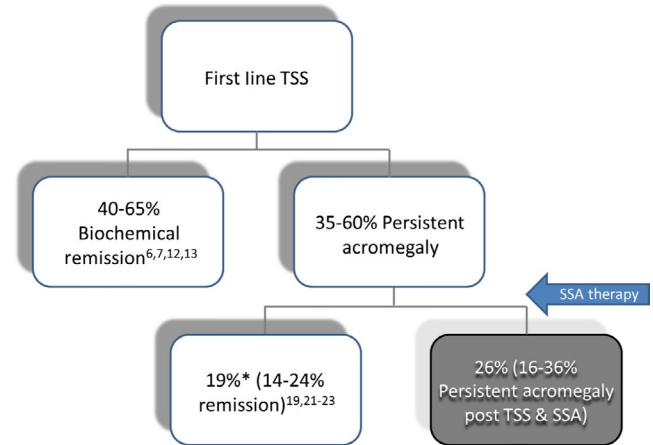 First line TSS
40-65%
Biochemical
remission6,7,12,13
35-60% Persistent
acromegaly
SSA therapy
19%* (14-24%
remission)19,21-23
26% (16-36%
Persistent acromegaly
post TSS & SSA)